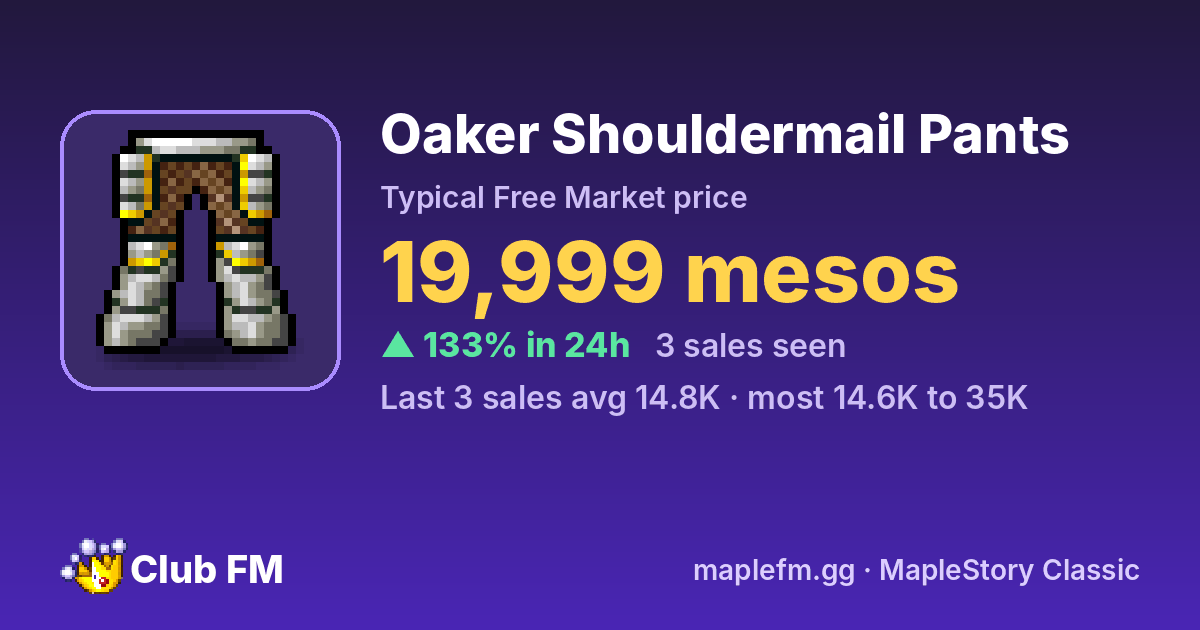 Oaker Shouldermail Pants
Typical Free Market price
19,999 mesos
▲ 133% in 24h 3 sales seen
Last 3 sales avg 14.8K · most 14.6K to 35K
Club FM
maplefm.gg · MapleStory Classic